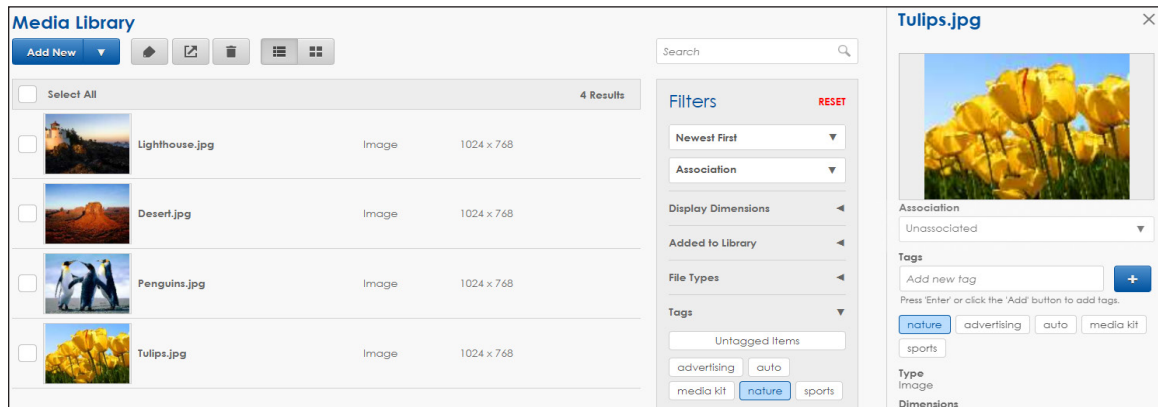 Media Library
Add New
Search
Select All
4 Results
Lighthouse.jpg Image 1024 x 768
Desert.jpg Image 1024 x 768
Penguins.jpg Image 1024 x 768
Tulips.jpg Image 1024 x 768
Filters RESET
Newest First
Association
Display Dimensions
Added to Library
File Types
Tags
Untagged Items
advertising auto
media kit nature sports
Tulips.jpg
Association
Unassociated
Tags
Add new tag
Press 'Enter' or click the 'Add' button to add tags.
nature advertising auto media kit
sports
Type
Image
Dimensions